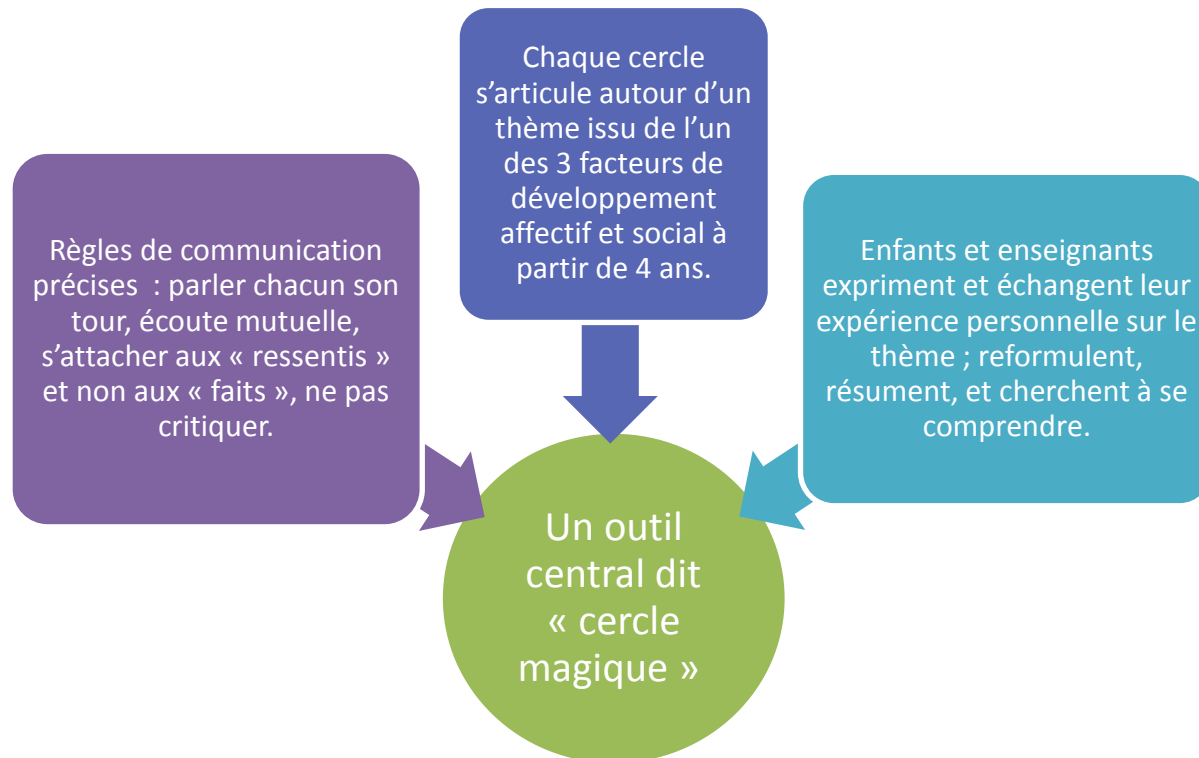 Règles de communication
précises  : parler chacun son
tour, écoute mutuelle,
s’attacher aux « ressentis »
et non aux « faits », ne pas
critiquer.
Chaque cercle
s’articule autour d’un
thème issu de l’un
des 3 facteurs de
développement
affectif et social à
partir de 4 ans.
Enfants et enseignants
expriment et échangent leur
expérience personnelle sur le
thème ; reformulent,
résument, et cherchent à se
comprendre.
Un outil
central dit
« cercle
magique »